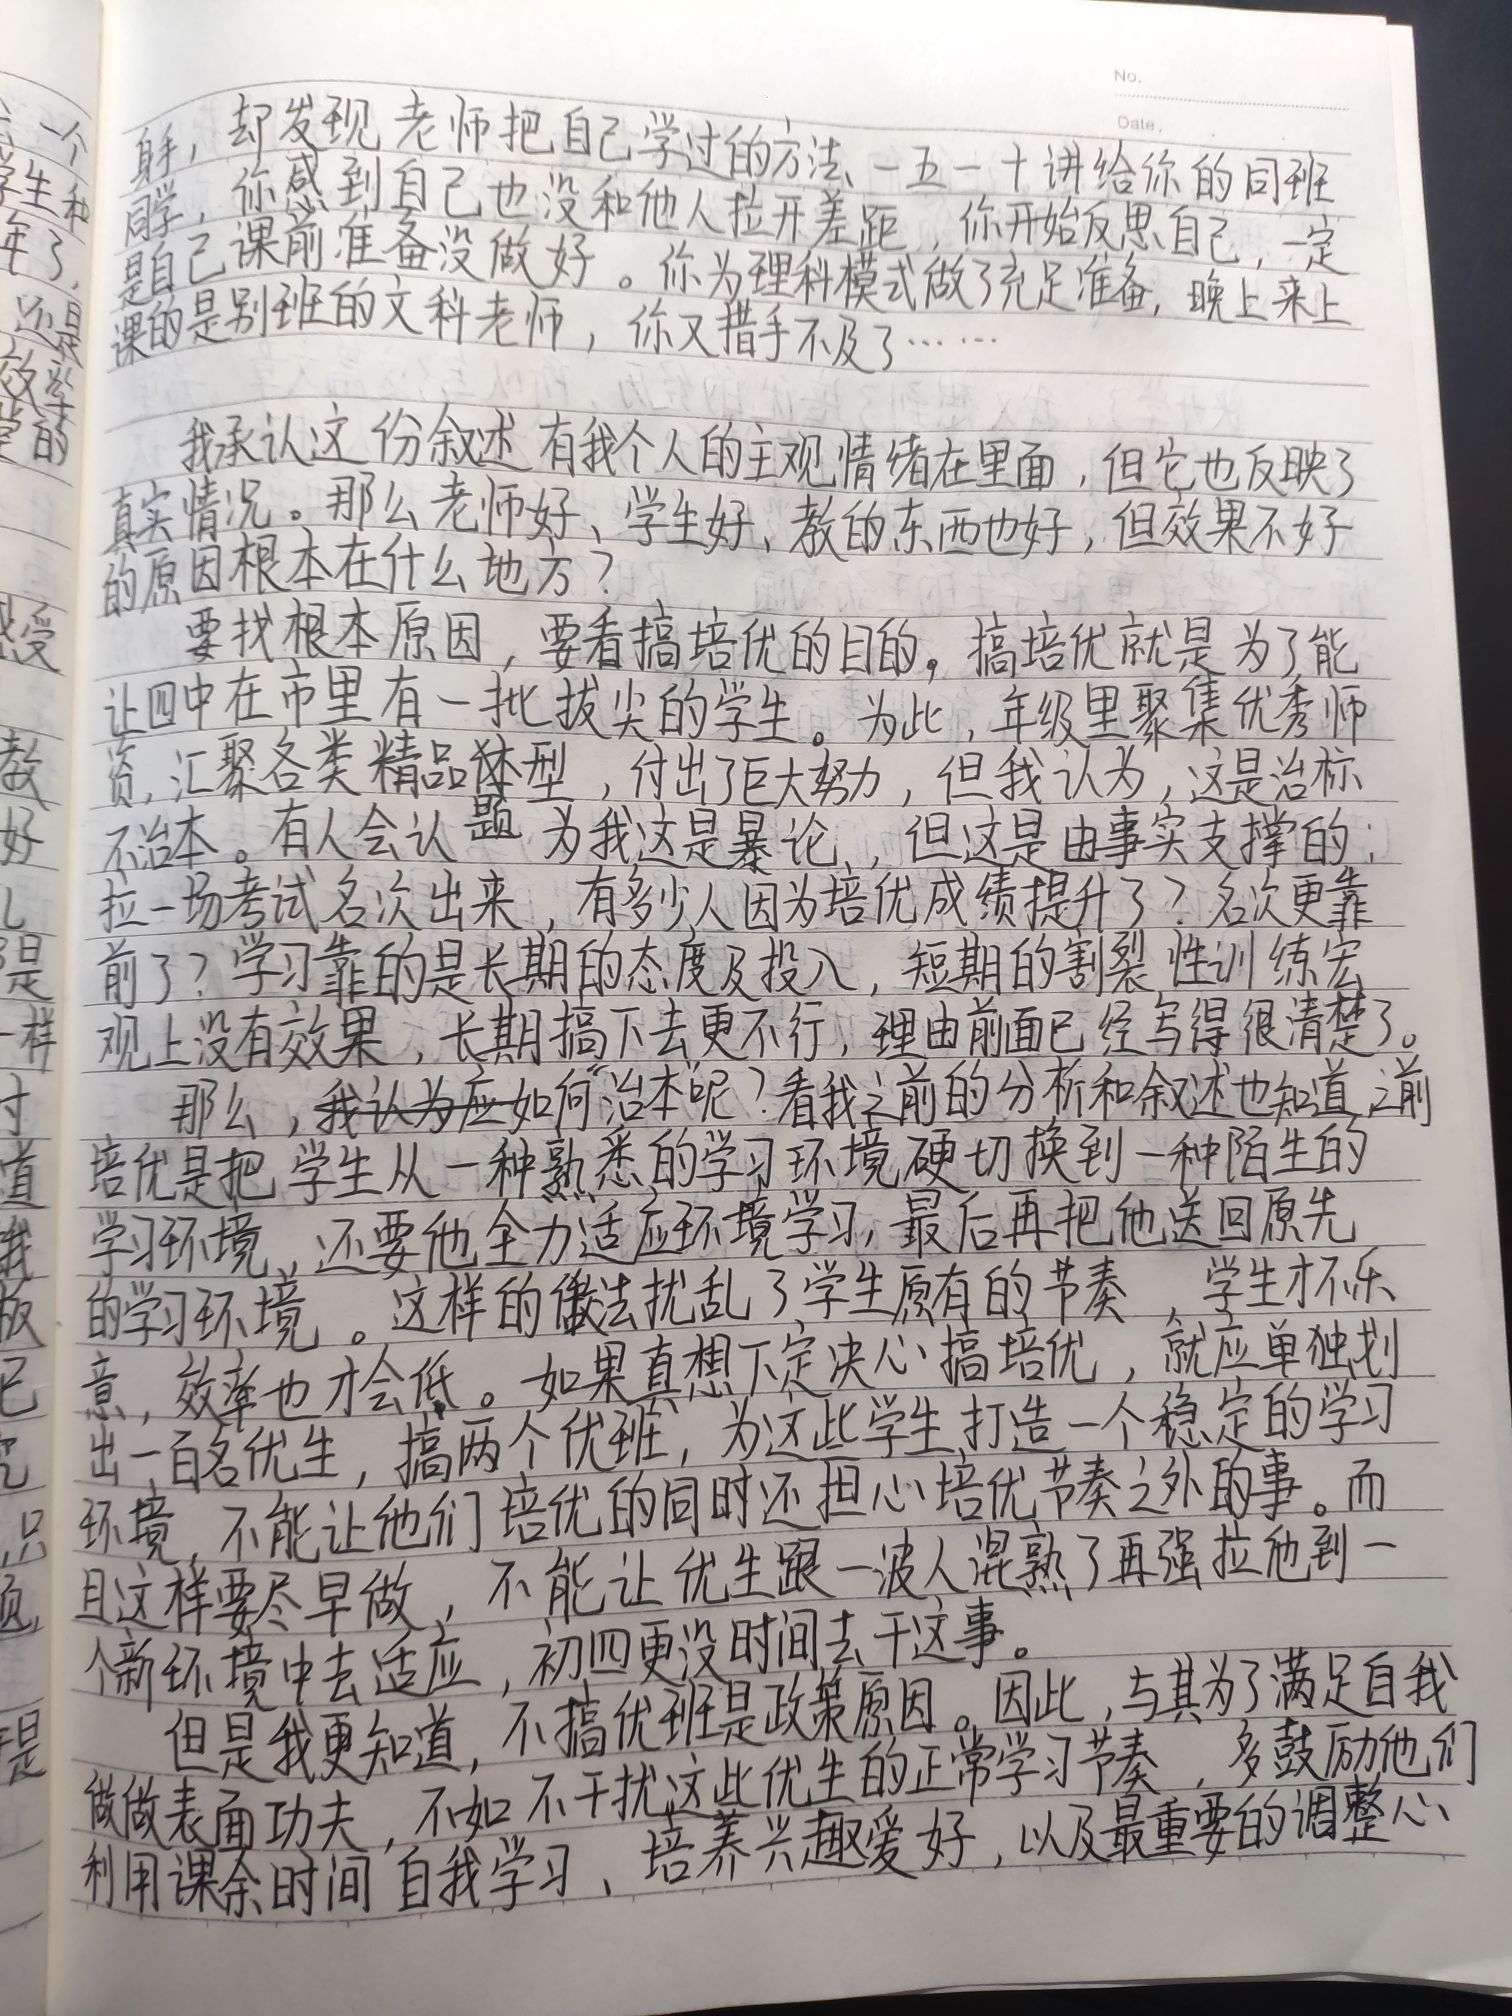 No.
Date.
身手，却发现老师把自己学过的方法、一五一十讲给你的同班
同学，你感到自己也没和他人拉开差距，你开始反思自己，一定
是自己课前准备没做好。你为理科模式做了充足准备，晚上来上
课的是别班的文科老师，你又措手不及了……
我承认这份叙述有我个人的主观情绪在里面，但它也反映了
真实情况。那么老师好、学生好、教的东西也好，但效果不好
的原因根本在什么地方？
要找根本原因，要看搞培优的目的。搞培优就是为了能
让四中在市里有一批拔尖的学生。为此，年级里聚集优秀师
资，汇聚各类精品题型，付出了巨大努力，但我认为，这是治标
不治本。有人会认为我这是暴论，但这是由事实支撑的：
拉一场考试名次出来，有多少人因为培优成绩提升了？名次更靠
前了？学习靠的是长期的态度及投入，短期的割裂性训练宏
观上没有效果，长期搞下去更不行，理由前面已经写得很清楚了。
那么，我认为应如何“治本”呢？看我之前的分析和叙述也知道，之前
培优是把学生从一种熟悉的学习环境硬切换到一种陌生的
学习环境，还要他全力适应环境学习，最后再把他送回原先
的学习环境。这样的做法扰乱了学生原有的节奏，学生才不乐
意，效率也才会低。如果真想下定决心搞培优，就应单独划
出一百名优生，搞两个优班，为这些学生打造一个稳定的学习
环境，不能让他们培优的同时还担心培优节奏之外的事。而
且这样要尽早做，不能让优生跟一波人混熟了再强拉他到一
个新环境中去适应，初四更没时间去干这事。
但是我更知道，不搞优班是政策原因。因此，与其为了满足自我
做做表面功夫，不如不干扰这些优生的正常学习节奏，多鼓励他们
利用课余时间自我学习、培养兴趣爱好，以及最重要的调整心